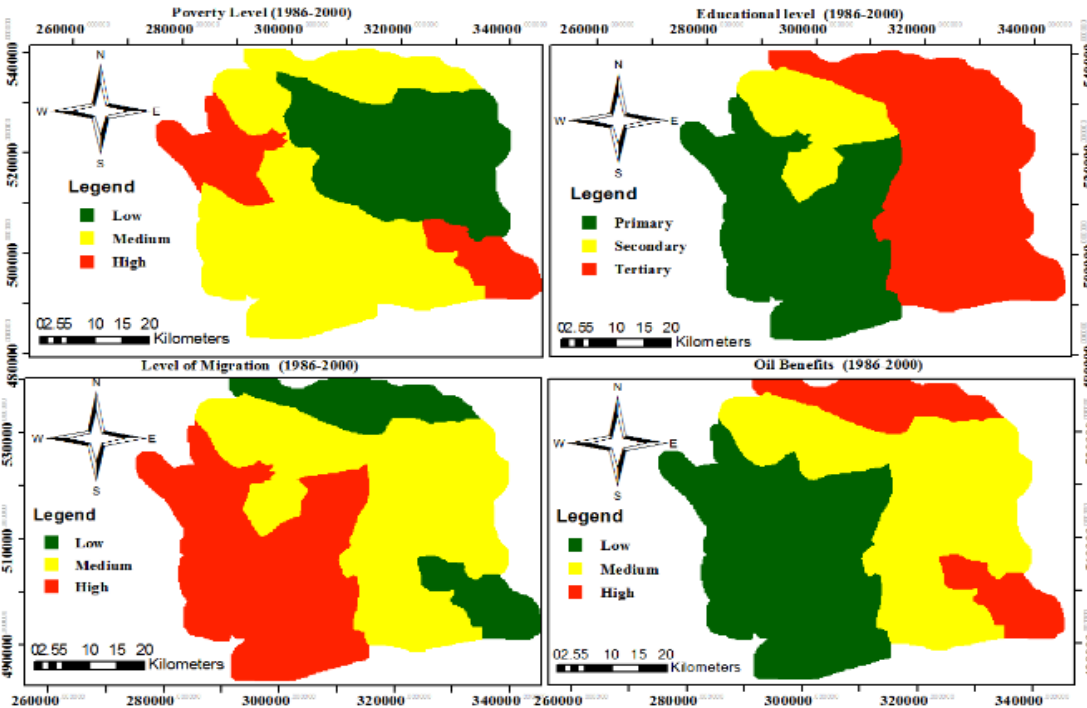 Poverty Level (1986-2000)
260000 280000 300000 320000 340000
540000
520000
500000
480000
N
W E
S
Legend
Low
Medium
High
02.55 10 15 20
Kilometers
Educational level (1986-2000)
260000 280000 300000 320000 340000
N
W E
S
Legend
Primary
Secondary
Tertiary
02.55 10 15 20
Kilometers
Level of Migration (1986-2000)
530000
510000
490000
N
W E
S
Legend
Low
Medium
High
02.55 10 15 20
Kilometers
260000 280000 300000 320000 340000
Oil Benefits (1986 2000)
N
W E
S
Legend
Low
Medium
High
02.55 10 15 20
Kilometers
260000 280000 300000 320000 340000